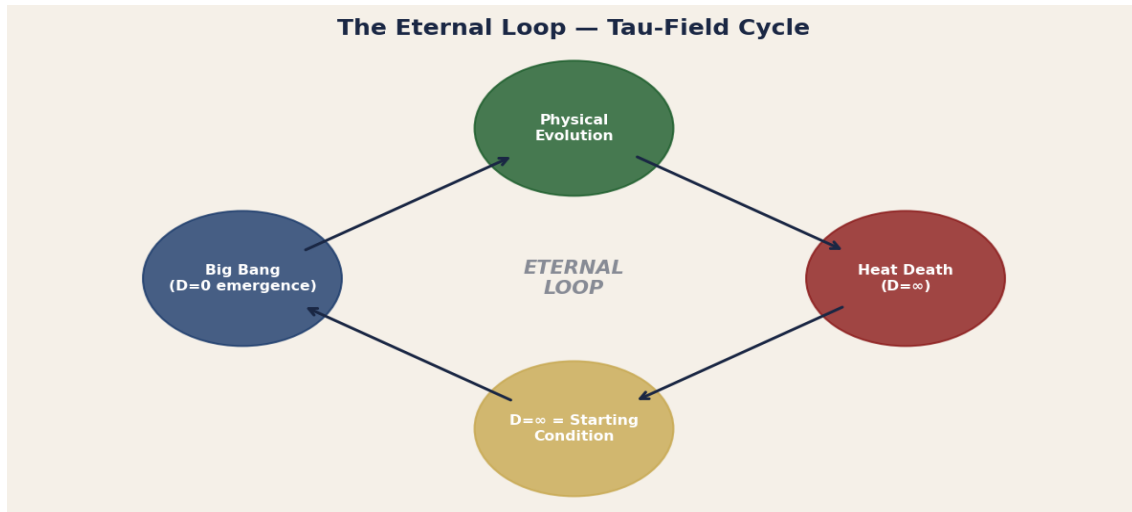 The Eternal Loop — Tau-Field Cycle
Physical
Evolution
Big Bang
(D=0 emergence)
ETERNAL
LOOP
Heat Death
(D=∞)
D=∞ = Starting
Condition